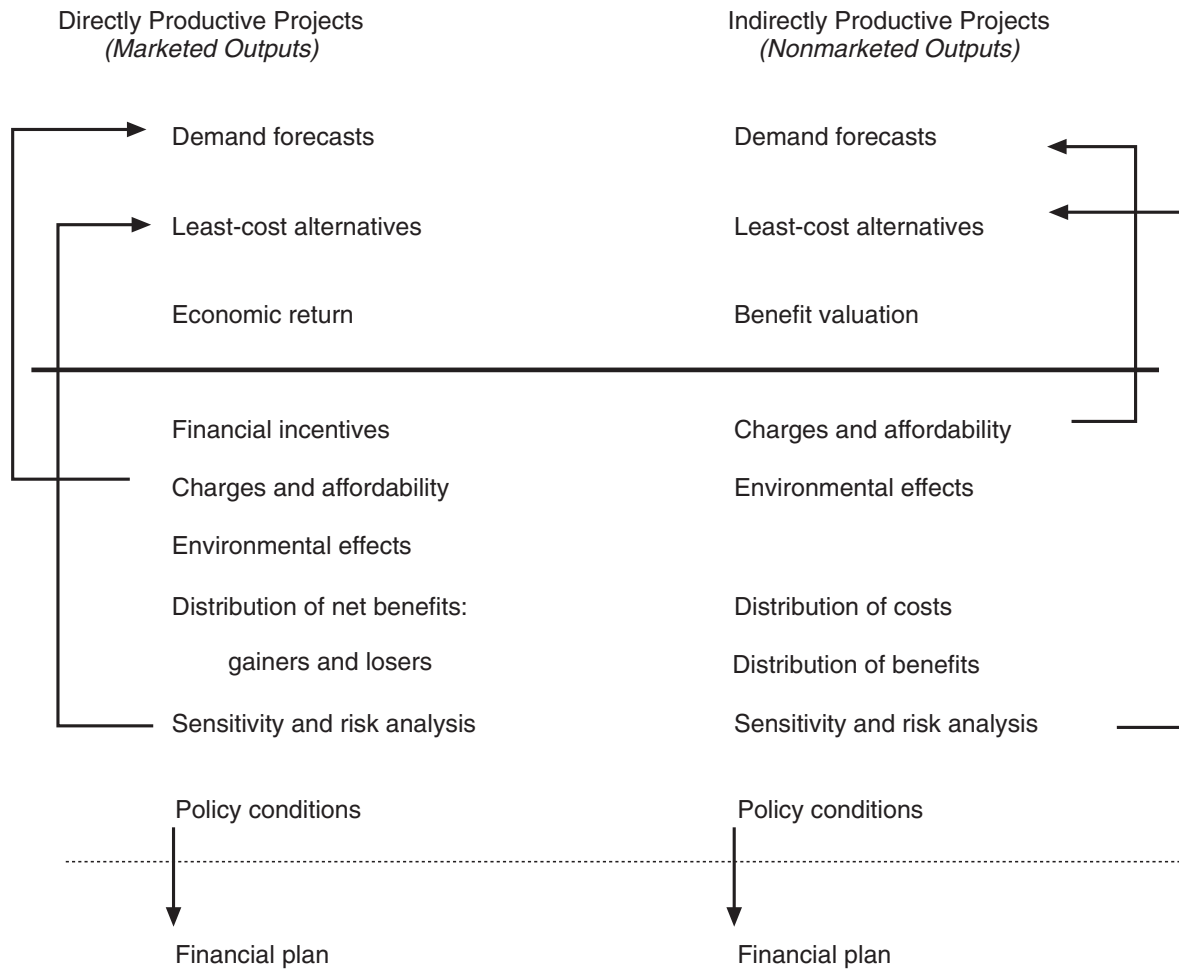 Directly Productive Projects
(Marketed Outputs)
Demand forecasts
Least-cost alternatives
Economic return
Financial incentives
Charges and affordability
Environmental effects
Distribution of net benefits:
gainers and losers
Sensitivity and risk analysis
Policy conditions
Financial plan
Indirectly Productive Projects
(Nonmarketed Outputs)
Demand forecasts
Least-cost alternatives
Benefit valuation
Charges and affordability
Environmental effects
Distribution of costs
Distribution of benefits
Sensitivity and risk analysis
Policy conditions
Financial plan